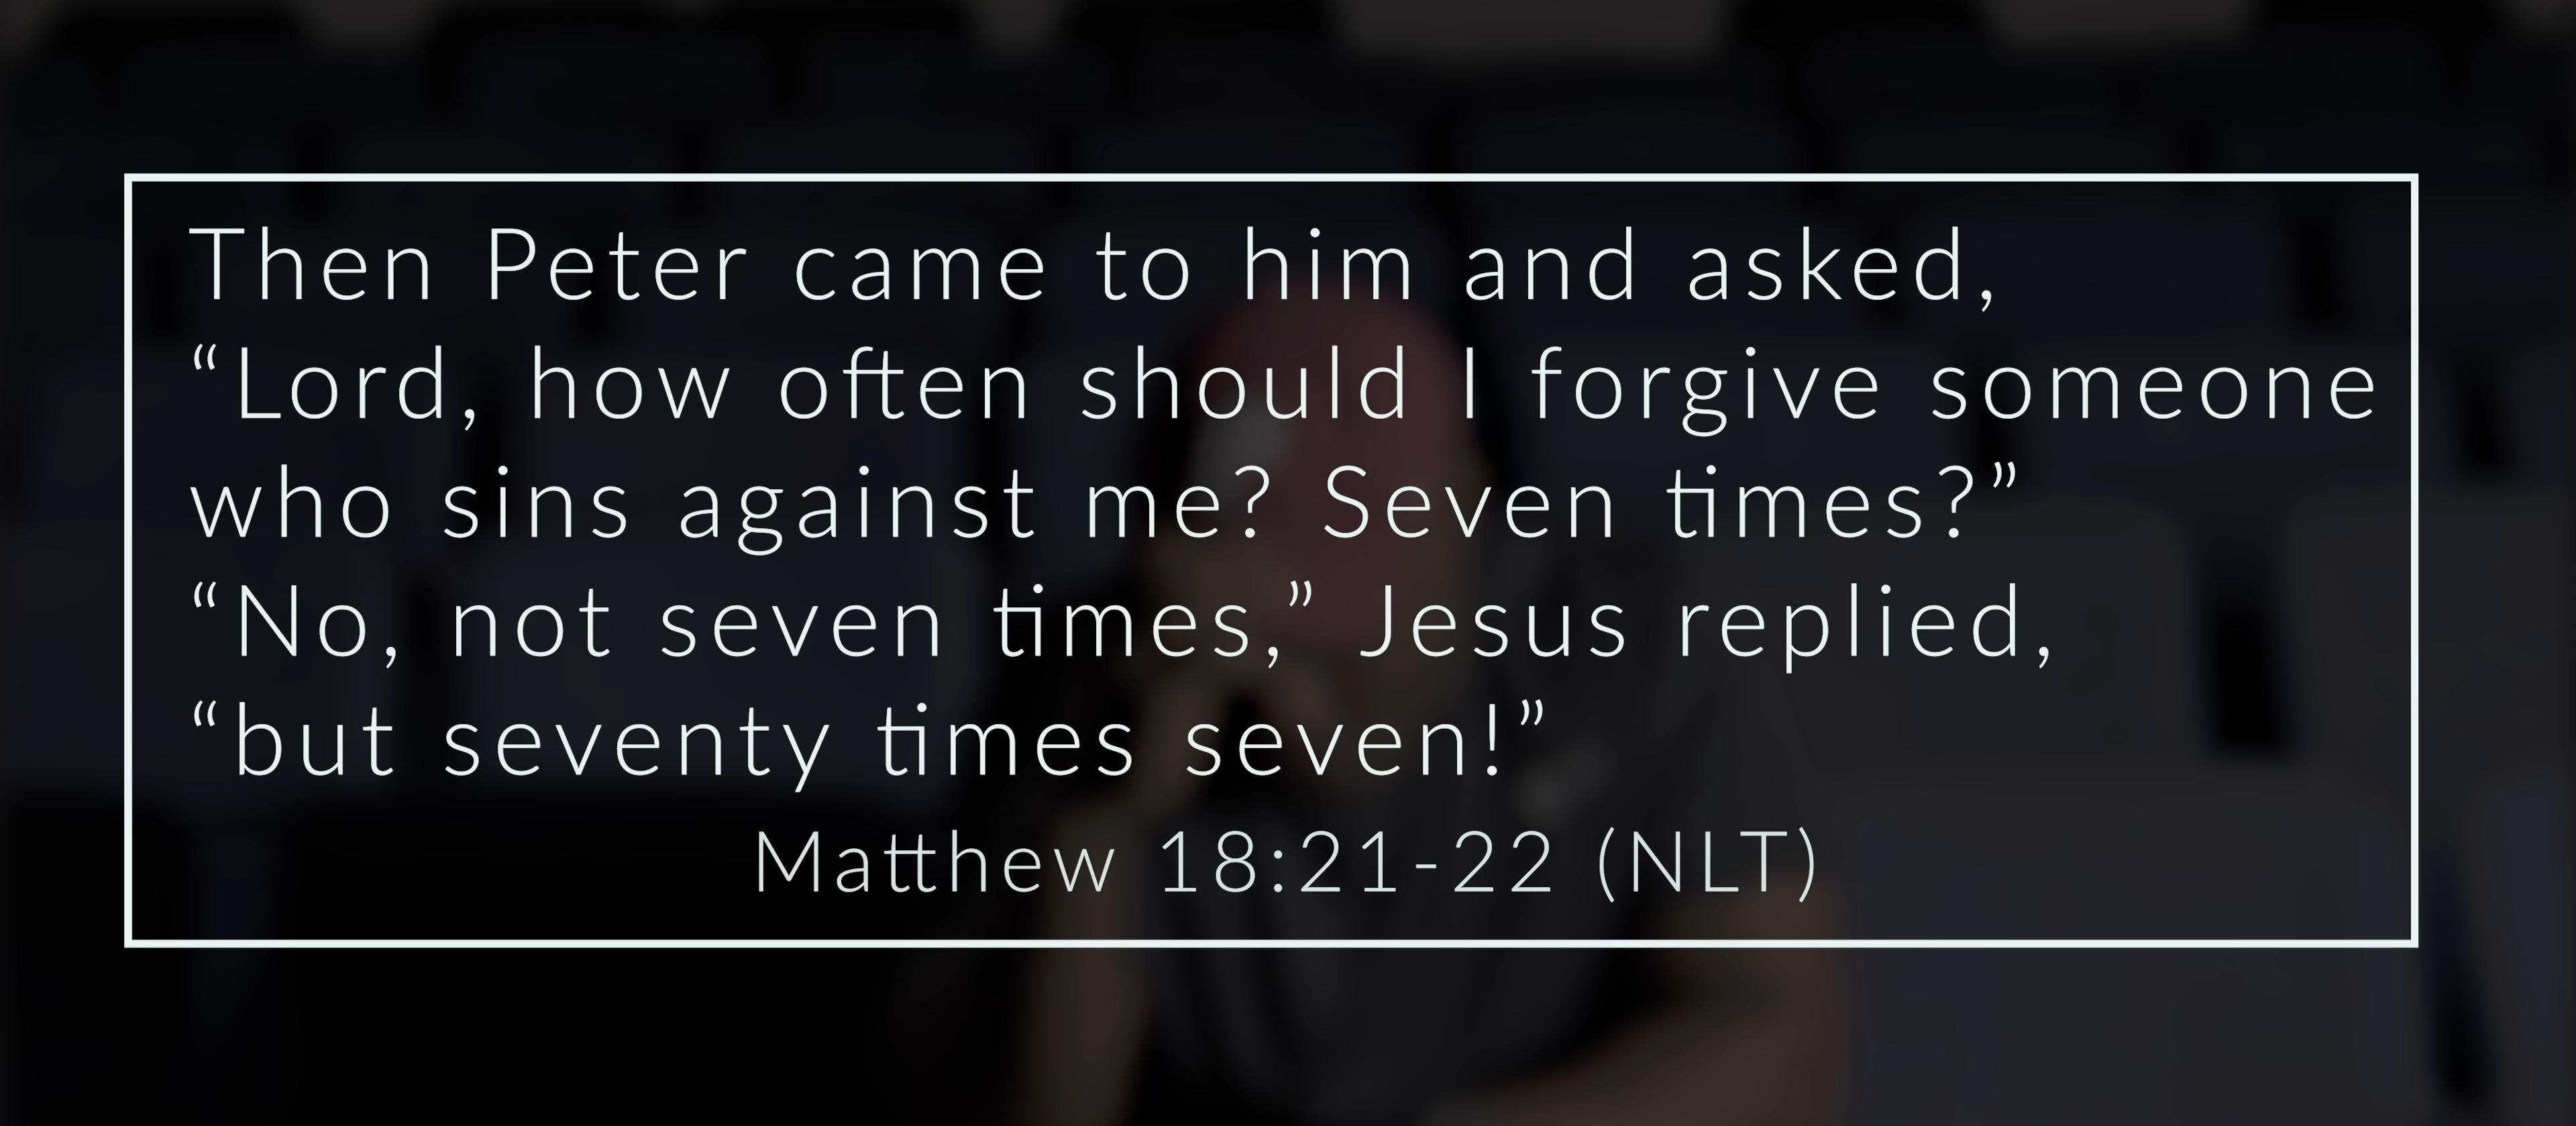 Then Peter came to him and asked,
“Lord, how often should I forgive someone
who sins against me? Seven times?”
“No, not seven times,” Jesus replied,
“but seventy times seven!”
Matthew 18:21-22 (NLT)